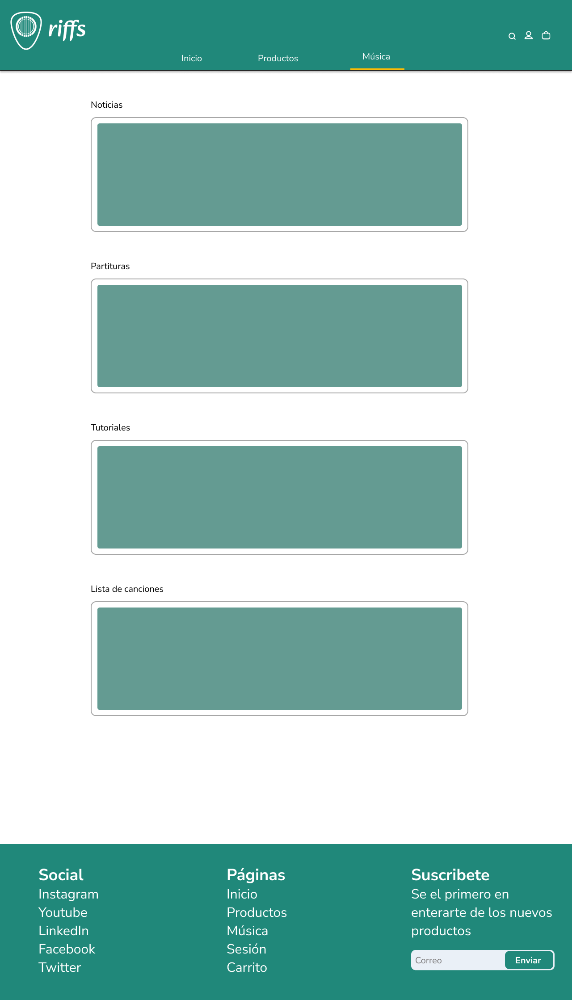 riffs
Inicio
Productos
Música
Noticias
Partituras
Tutoriales
Lista de canciones
Social
Instagram
Youtube
LinkedIn
Facebook
Twitter
Páginas
Inicio
Productos
Música
Sesión
Carrito
Suscribete
Se el primero en
enterarte de los nuevos
productos
Correo
Enviar